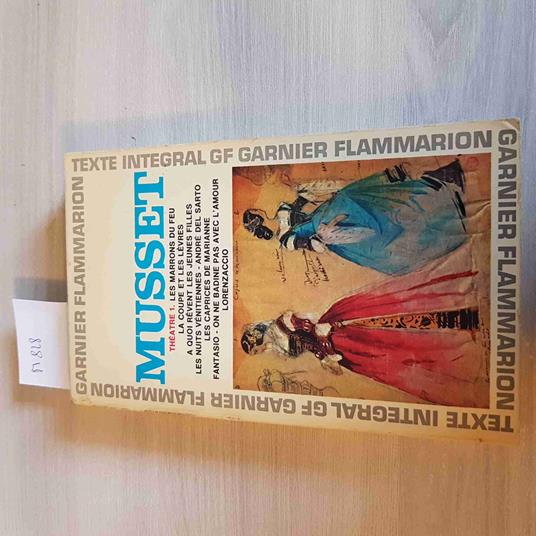 TEXTE INTEGRAL GF GARNIER FLAMMARION
GARNIER FLAMMARION
MUSSET
THÉATRE 1. LES MARRONS DU FEU
LA COUPE ET LES LÈVRES
A QUOI RÊVENT LES JEUNES FILLES
LES NUITS VÉNITIENNES - ANDRÉ DEL SARTO
LES CAPRICES DE MARIANNE
FANTASIO - ON NE BADINE PAS AVEC L'AMOUR
LORENZACCIO
GARNIER FLAMMARION
TEXTE INTEGRAL GF GARNIER FLAMMARION